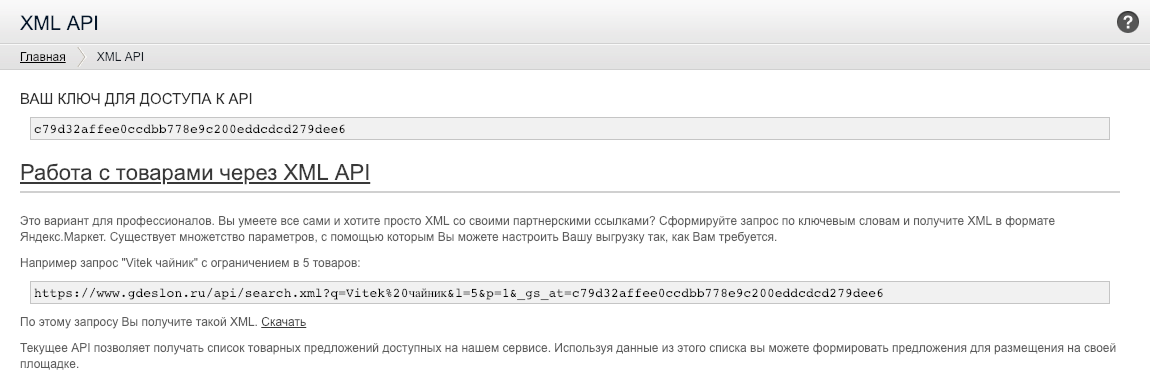 XML API
?
Главная
XML API
ВАШ КЛЮЧ ДЛЯ ДОСТУПА К API
c79d32affee0ccdbb778e9c200eddcdcd279dee6
Работа с товарами через XML API
Это вариант для профессионалов. Вы умеете все сами и хотите просто XML со своими партнерскими ссылками? Сформируйте запрос по ключевым словам и получите XML в формате
Яндекс.Маркет. Существует множетство параметров, с помощью которым Вы можете настроить Вашу выгрузку так, как Вам требуется.
Например запрос "Vitek чайник" с ограничением в 5 товаров:
https://www.gdeslon.ru/api/search.xml?q=Vitek%20чайник&l=5&p=1&_gs_at=c79d32affee0ccdbb778e9c200eddcdcd279dee6
По этому запросу Вы получите такой XML. Скачать
Текущее API позволяет получать список товарных предложений доступных на нашем сервисе. Используя данные из этого списка вы можете формировать предложения для размещения на своей
площадке.